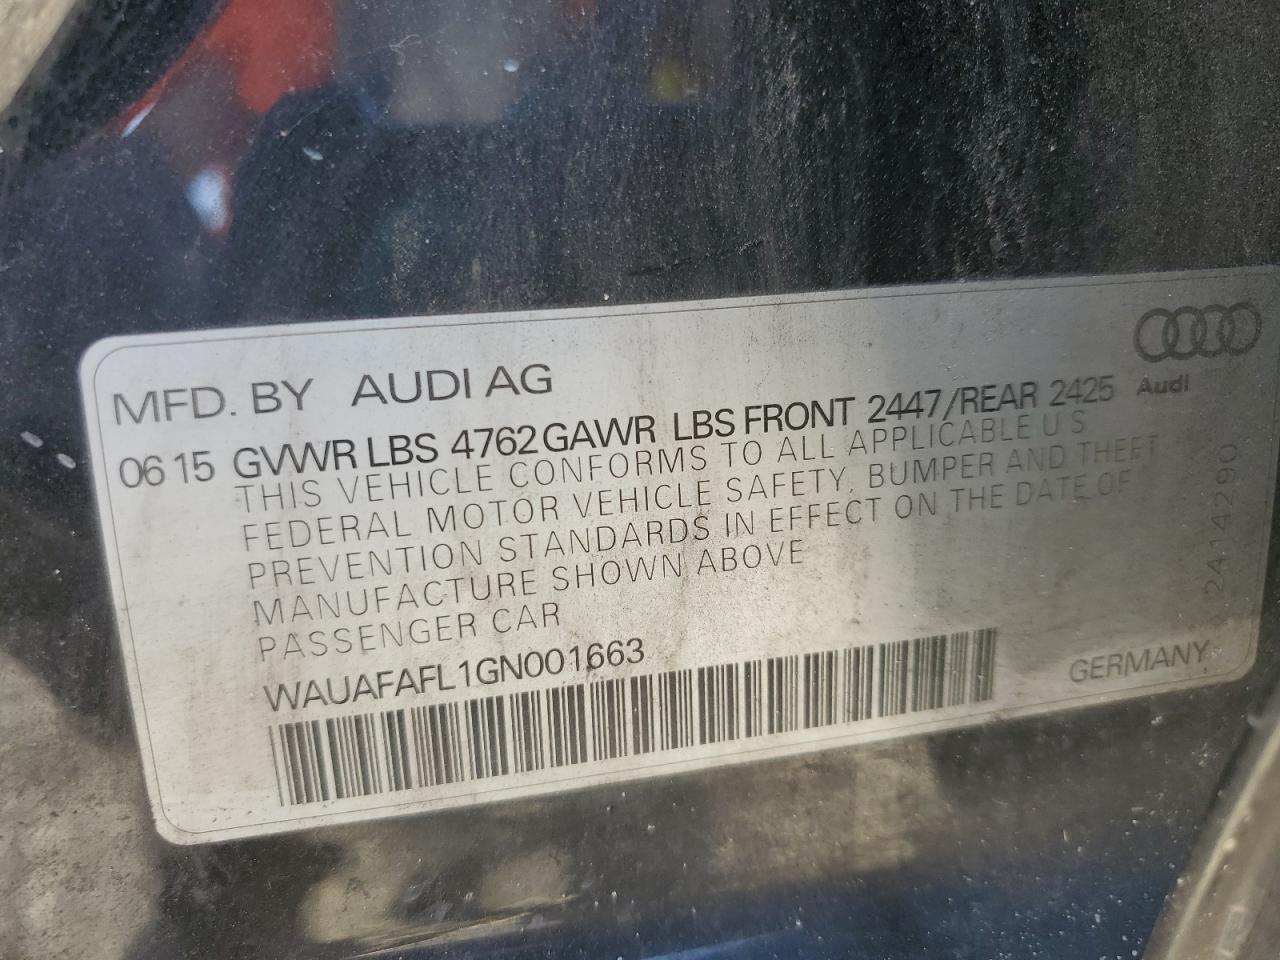 MFD. BY AUDI AG
Audi
06 15 GVWR LBS 4762 GAWR LBS FRONT 2447/REAR 2425
THIS VEHICLE CONFORMS TO ALL APPLICABLE U S
FEDERAL MOTOR VEHICLE SAFETY, BUMPER AND THEFT
PREVENTION STANDARDS IN EFFECT ON THE DATE OF
MANUFACTURE SHOWN ABOVE
PASSENGER CAR
WAUAFAFL1GN001663
GERMANY
2414290